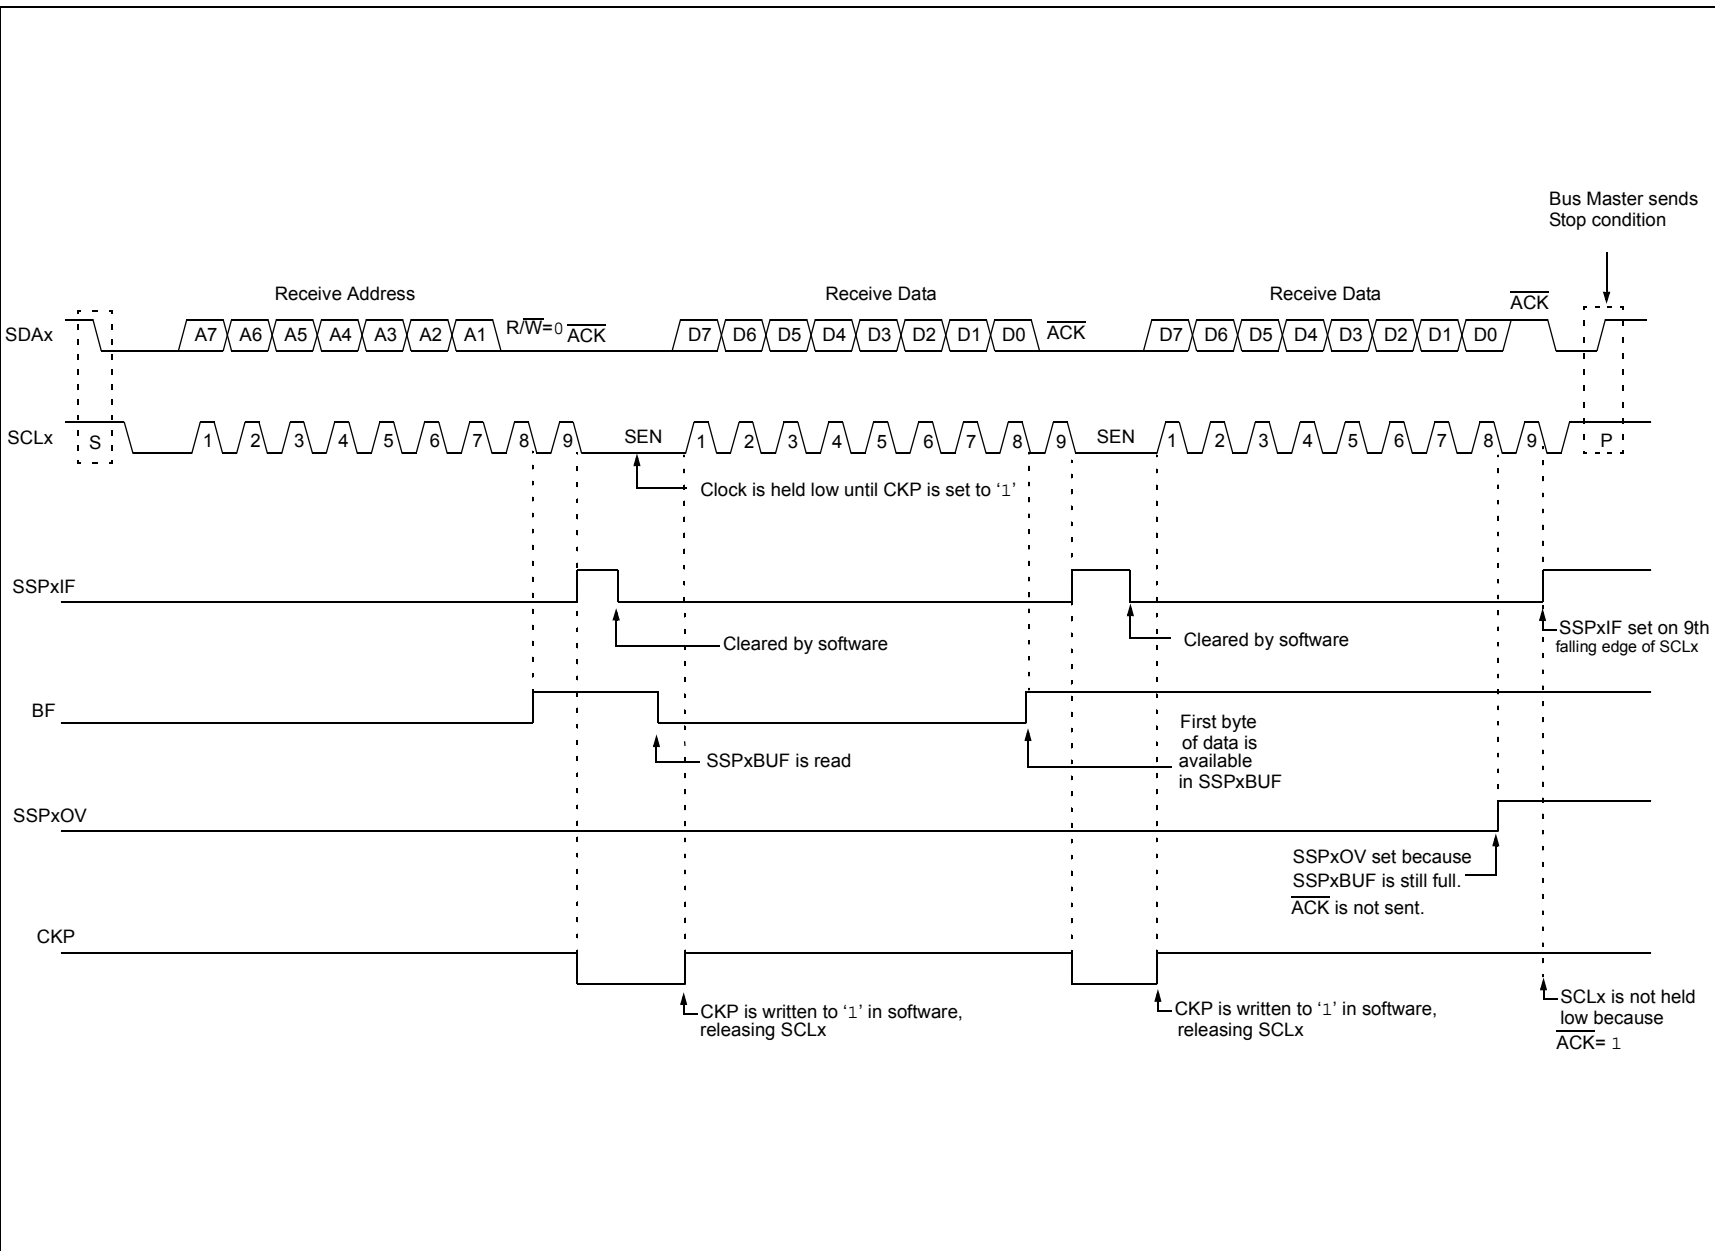 Bus Master sends
Stop condition
Receive Address
Receive Data
Receive Data
ACK
SDAx
A7 A6 A5 A4 A3 A2 A1 R/W=0 ACK
D7 D6 D5 D4 D3 D2 D1 D0 ACK
D7 D6 D5 D4 D3 D2 D1 D0
SCLx
S
1 2 3 4 5 6 7 8 9 SEN
1 2 3 4 5 6 7 8 9 SEN
1 2 3 4 5 6 7 8 9
P
Clock is held low until CKP is set to ‘1’
SSPxIF
Cleared by software
Cleared by software
SSPxIF set on 9th
falling edge of SCLx
BF
SSPxBUF is read
First byte
of data is
available
in SSPxBUF
SSPxOV
SSPxOV set because
SSPxBUF is still full.
ACK is not sent.
CKP
CKP is written to ‘1’ in software,
releasing SCLx
CKP is written to ‘1’ in software,
releasing SCLx
SCLx is not held
low because
ACK= 1